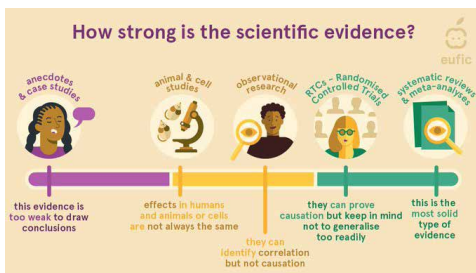 How strong is the scientific evidence?
eufic
anecdotes
& case studies
animal & cell
studies
observational
research
RTCs - Randomised
Controlled Trials
systematic reviews
& meta-analyses
this evidence is
too weak to draw
conclusions
effects in humans
and animals or cells
are not always the same
they can
identify correlation
but not causation
they can prove
causation but keep in mind
not to generalise
too readily
this is the
most solid
type of
evidence